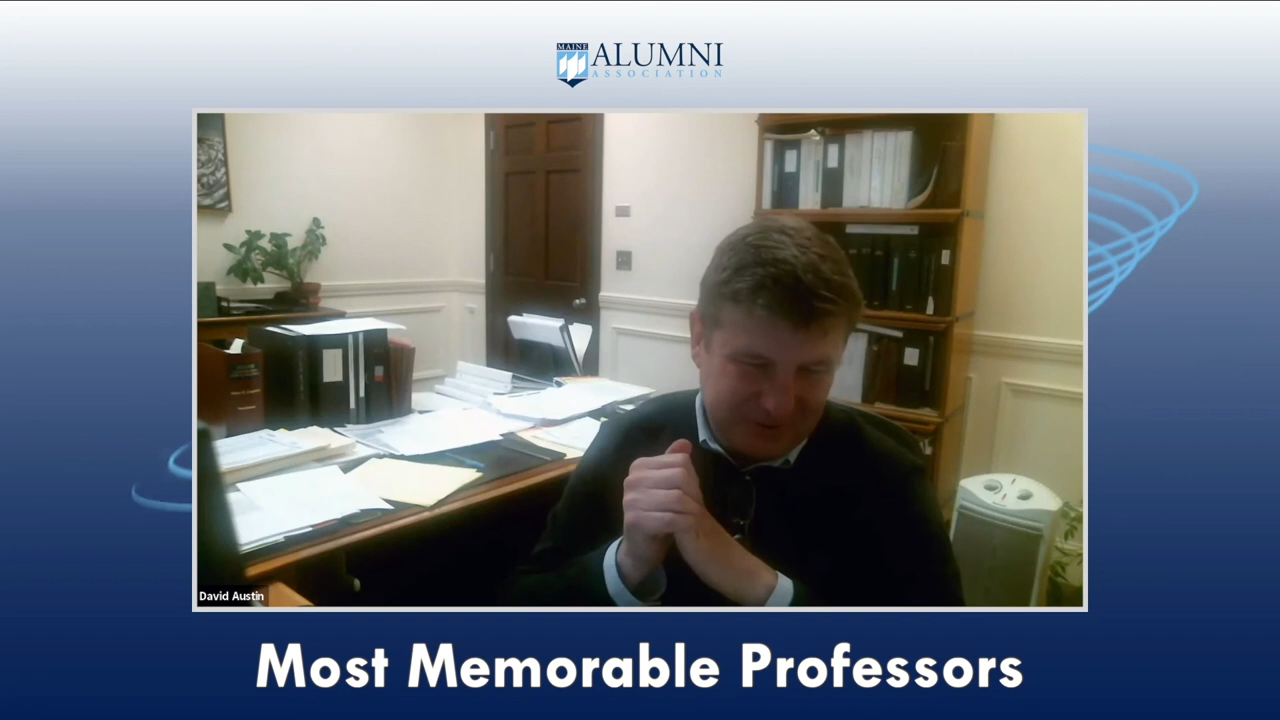 MAINE
ALUMNI
ASSOCIATION
David Austin
Most Memorable Professors